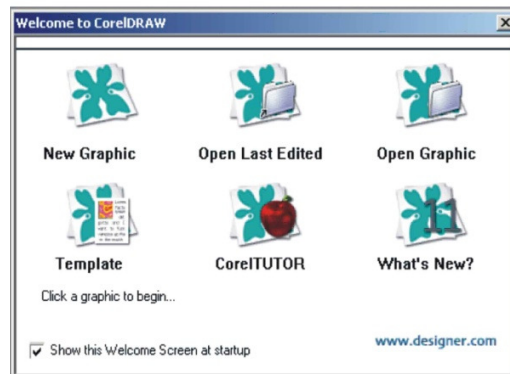 Welcome to CorelDRAW
New Graphic
Open Last Edited
Open Graphic
11
Template
CorelTUTOR
What's New?
Click a graphic to begin...
Show this Welcome Screen at startup
www.designer.com